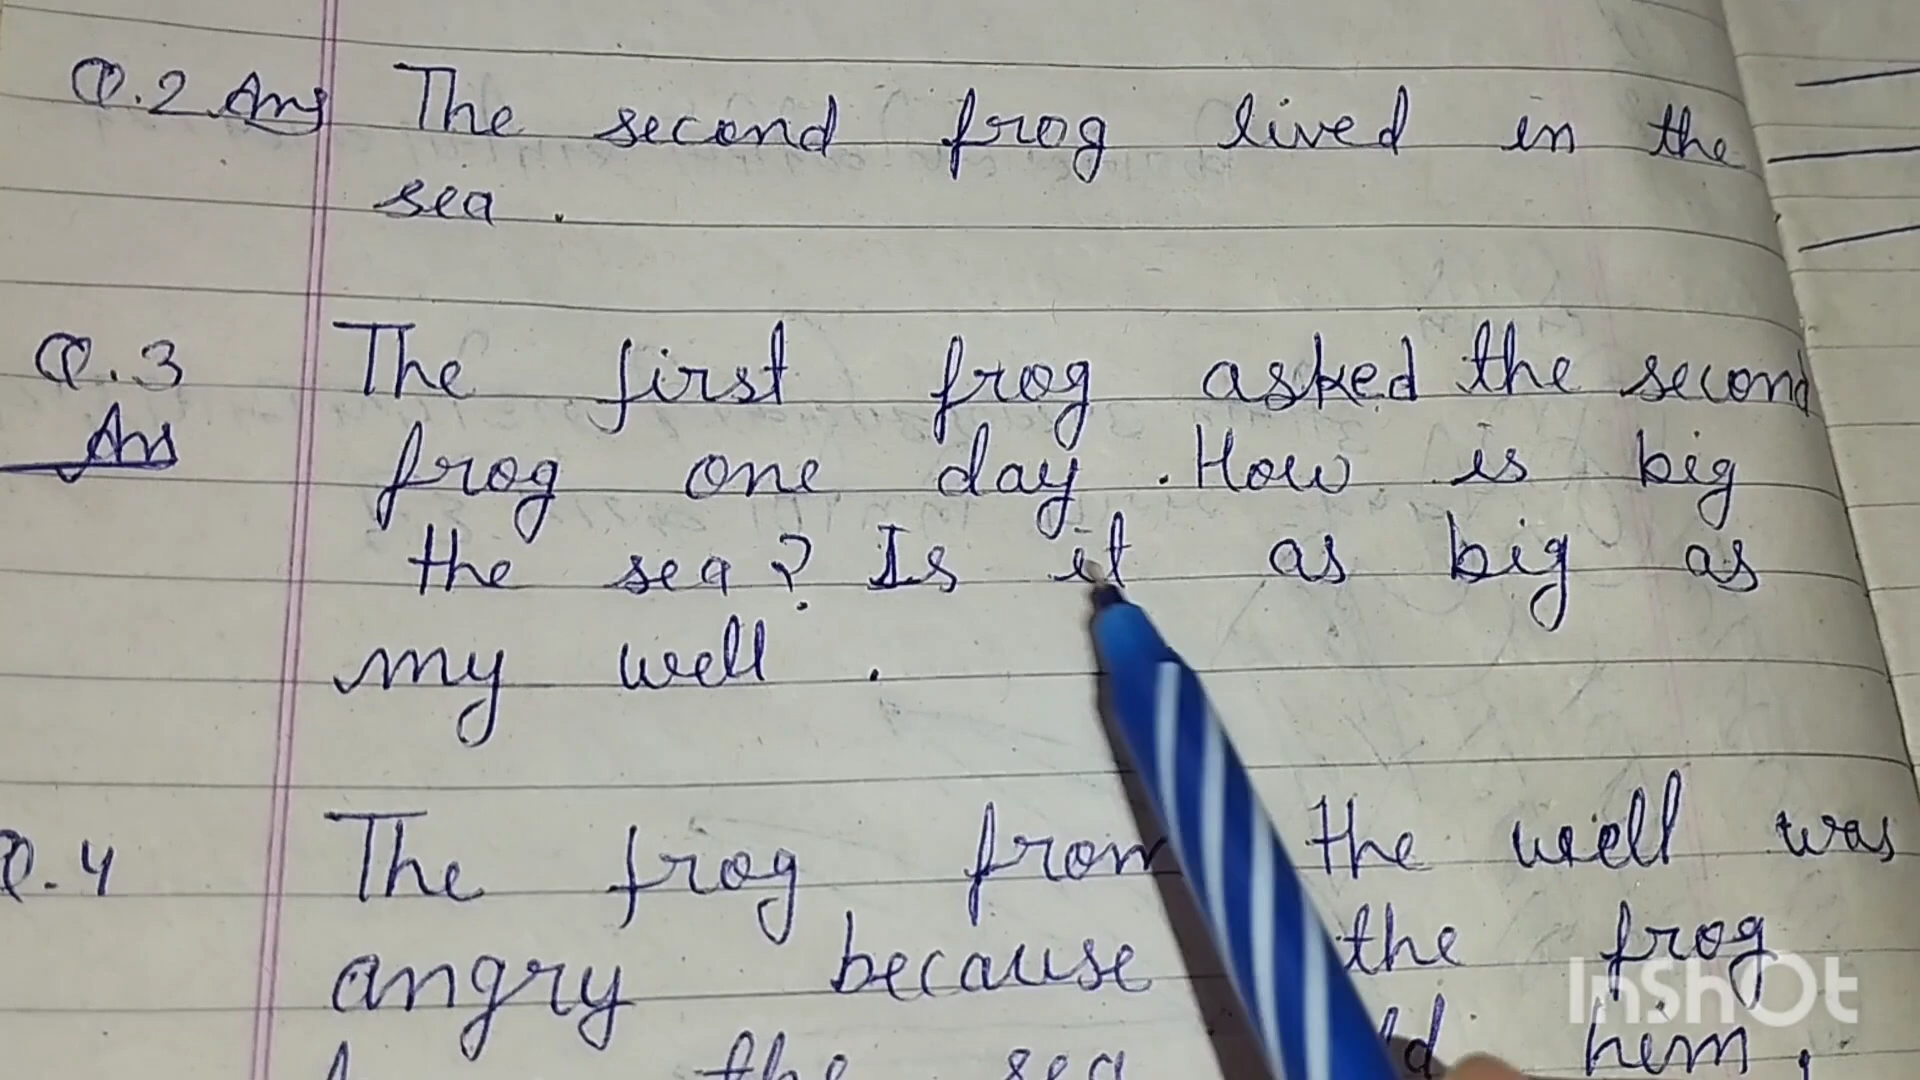 Q.2 Ans The second frog lived in the
sea.
Q.3 The first frog asked the second
Ans frog one day. How is big
the sea? Is it as big as
my well.
Q.4 The frog from the well was
angry because the frog
the sea him.
InShOt